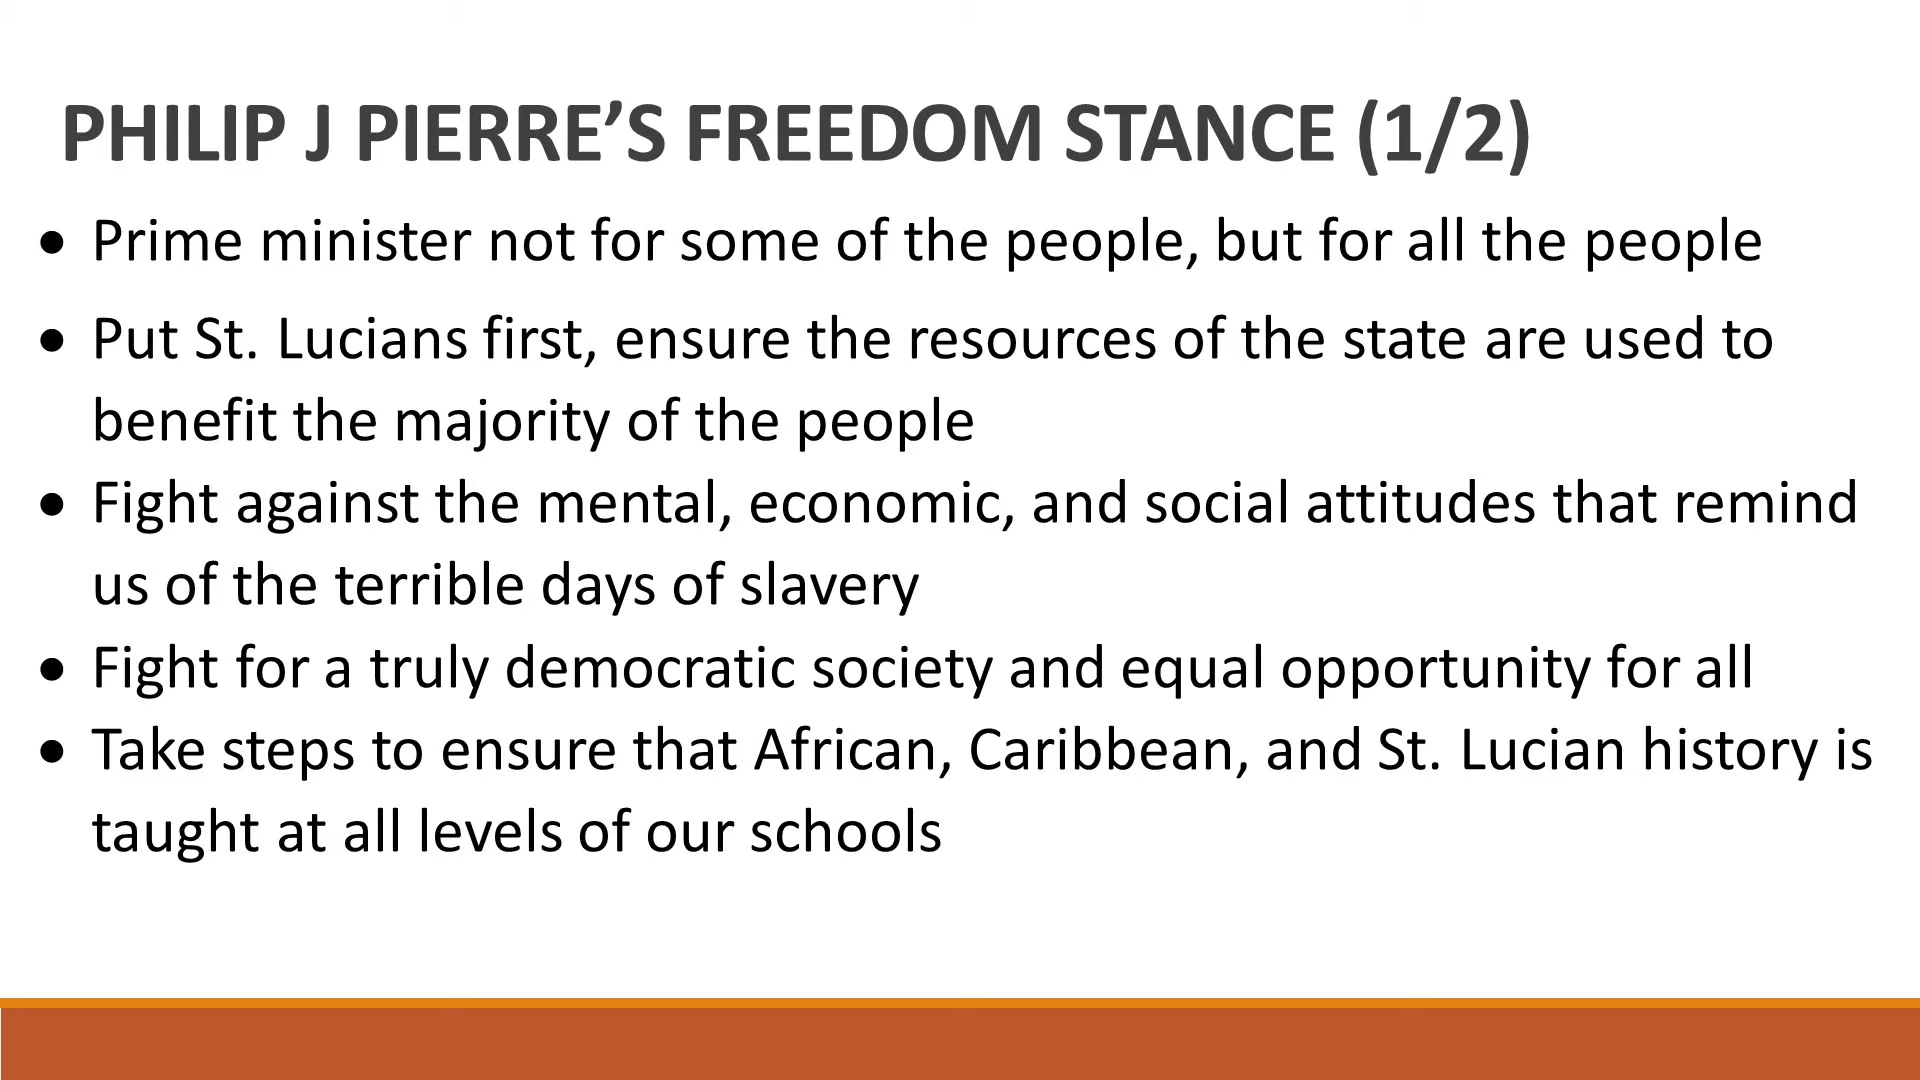 PHILIP J PIERRE’S FREEDOM STANCE (1/2)
• Prime minister not for some of the people, but for all the people
• Put St. Lucians first, ensure the resources of the state are used to
benefit the majority of the people
• Fight against the mental, economic, and social attitudes that remind
us of the terrible days of slavery
• Fight for a truly democratic society and equal opportunity for all
• Take steps to ensure that African, Caribbean, and St. Lucian history is
taught at all levels of our schools